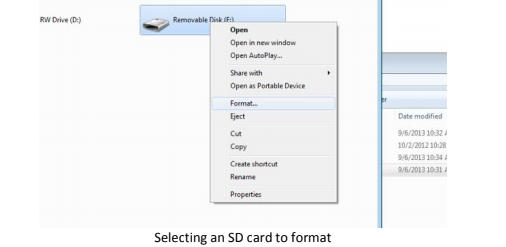 RW Drive (D:)
Removable Disk (F:)
Open
Open in new window
Open AutoPlay...
Share with
Open as Portable Device
Format...
Eject
Cut
Copy
Create shortcut
Rename
Properties
er
Date modified
9/6/2013 10:32 A
10/2/2012 10:28
9/6/2013 10:34 A
9/6/2013 10:31 A
Selecting an SD card to format